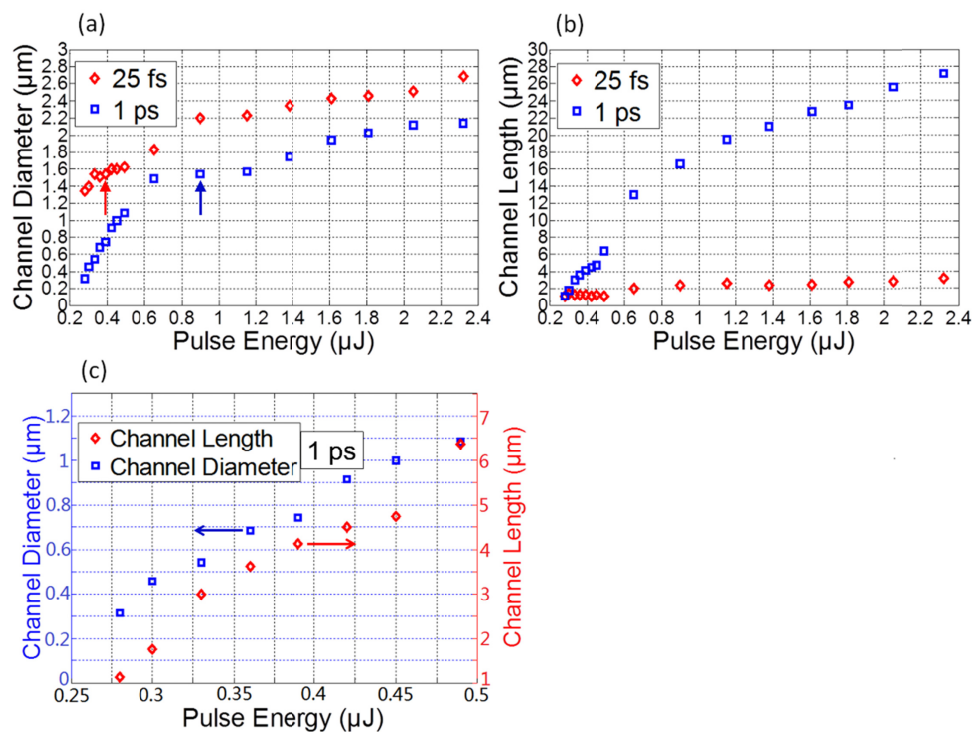 (a)
Channel Diameter (μm)
3
2.8
2.6
2.4
2.2
2
1.8
1.6
1.4
1.2
1
0.8
0.6
0.4
0.2
0
25 fs
1 ps
0.2 0.4 0.6 0.8 1 1.2 1.4 1.6 1.8 2 2.2 2.4
Pulse Energy (μJ)
(b)
Channel Length (μm)
30
28
26
24
22
20
18
16
14
12
10
8
6
4
2
0
25 fs
1 ps
0.2 0.4 0.6 0.8 1 1.2 1.4 1.6 1.8 2 2.2 2.4
Pulse Energy (μJ)
(c)
Channel Diameter (μm)
1.2
1
0.8
0.6
0.4
0.2
0
Channel Length
Channel Diameter
1 ps
7
6
5
4
3
2
1
Channel Length (μm)
0.25 0.3 0.35 0.4 0.45 0.5
Pulse Energy (μJ)